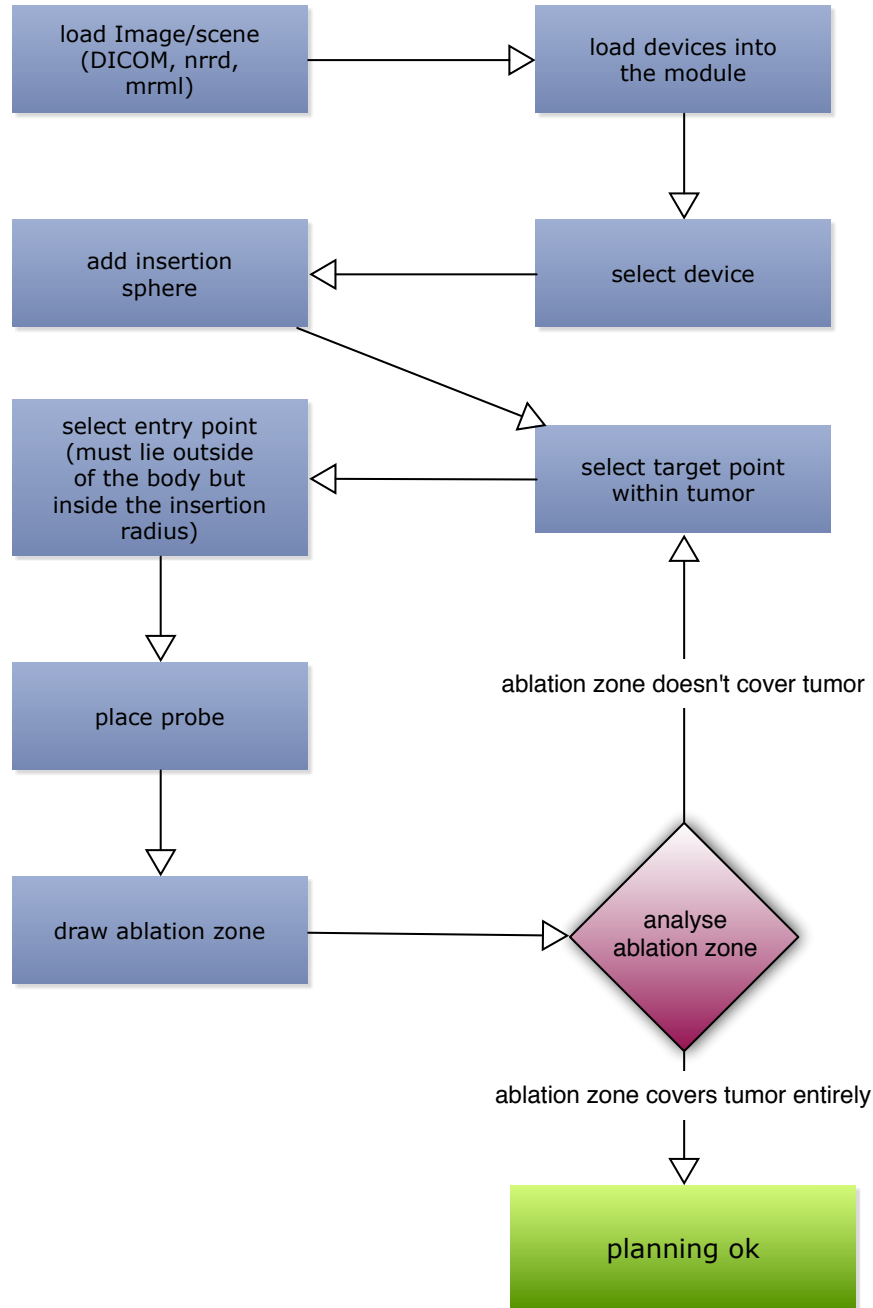 load Image/scene
(DICOM, nrrd,
mrml)
load devices into
the module
add insertion
sphere
select device
select entry point
(must lie outside
of the body but
inside the insertion
radius)
select target point
within tumor
place probe
ablation zone doesn't cover tumor
draw ablation zone
analyse
ablation zone
ablation zone covers tumor entirely
planning ok